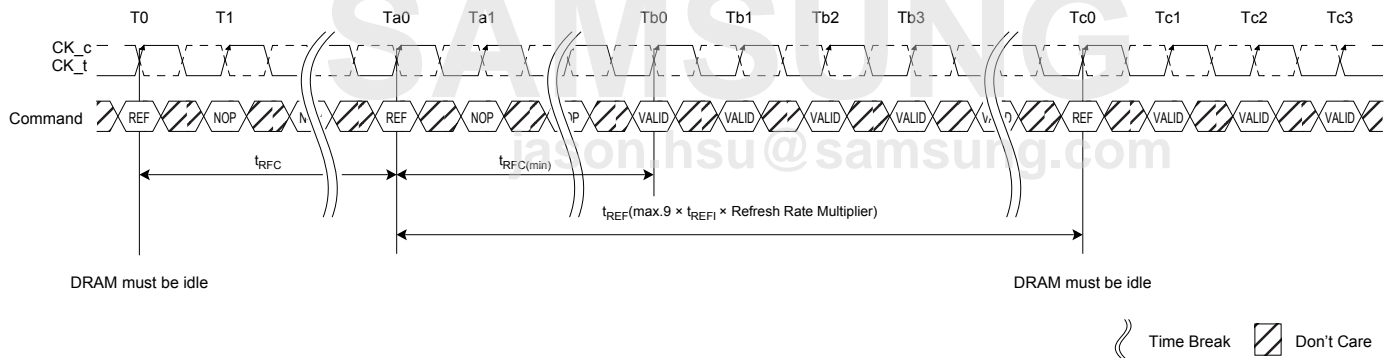 SAMSUNG
T0 T1 Ta0 Ta1 Tb0 Tb1 Tb2 Tb3 Tc0 Tc1 Tc2 Tc3
CK_c
CK_t
Command REF NOP REF NOP VALID VALID VALID VALID REF VALID VALID VALID
jason.hsu@samsung.com
tRFC tRFC(min)
tREF(max.9 × tREFI × Refresh Rate Multiplier)
DRAM must be idle DRAM must be idle
Time Break Don't Care